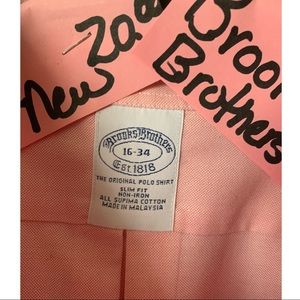 New
Brooks
Brothers
Brooks Brothers
16-34
Est 1818
THE ORIGINAL POLO SHIRT
SLIM FIT
NON-IRON
ALL SUPIMA COTTON
MADE IN MALAYSIA